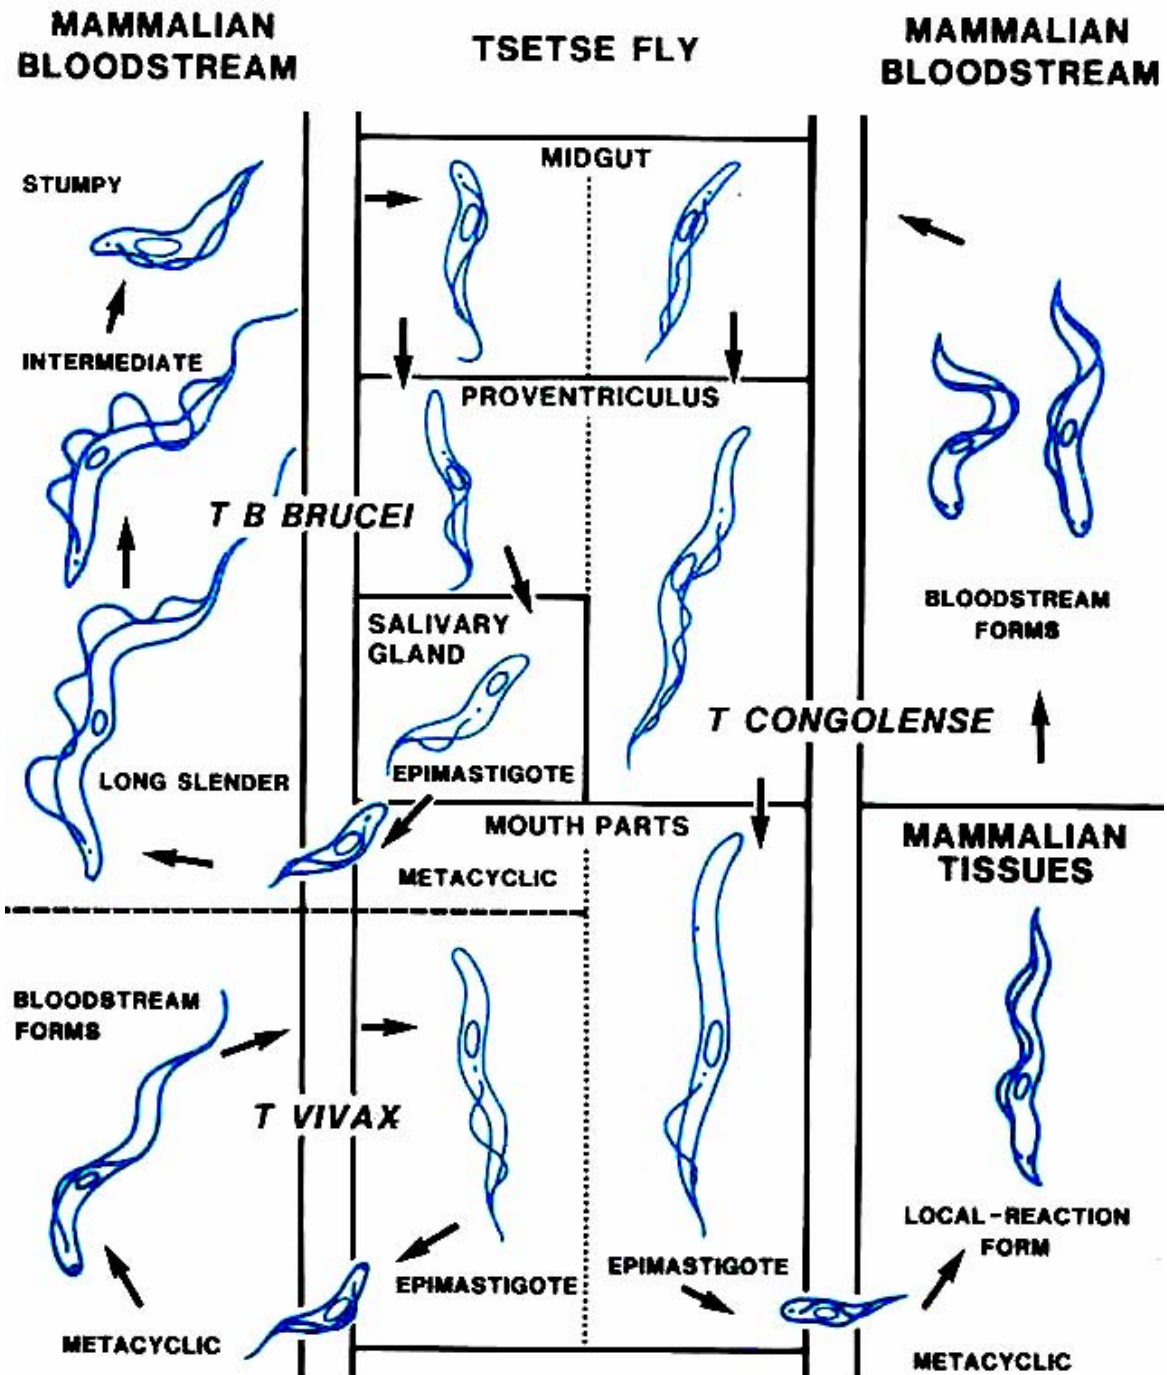 MAMMALIAN
BLOODSTREAM
TSETSE FLY
MAMMALIAN
BLOODSTREAM
MIDGUT
STUMPY
INTERMEDIATE
PROVENTRICULUS
T B BRUCEI
SALIVARY
GLAND
BLOODSTREAM
FORMS
T CONGOLENSE
LONG SLENDER
EPIMASTIGOTE
MOUTH PARTS
MAMMALIAN
TISSUES
METACYCLIC
BLOODSTREAM
FORMS
T VIVAX
LOCAL-REACTION
FORM
EPIMASTIGOTE
EPIMASTIGOTE
METACYCLIC
METACYCLIC